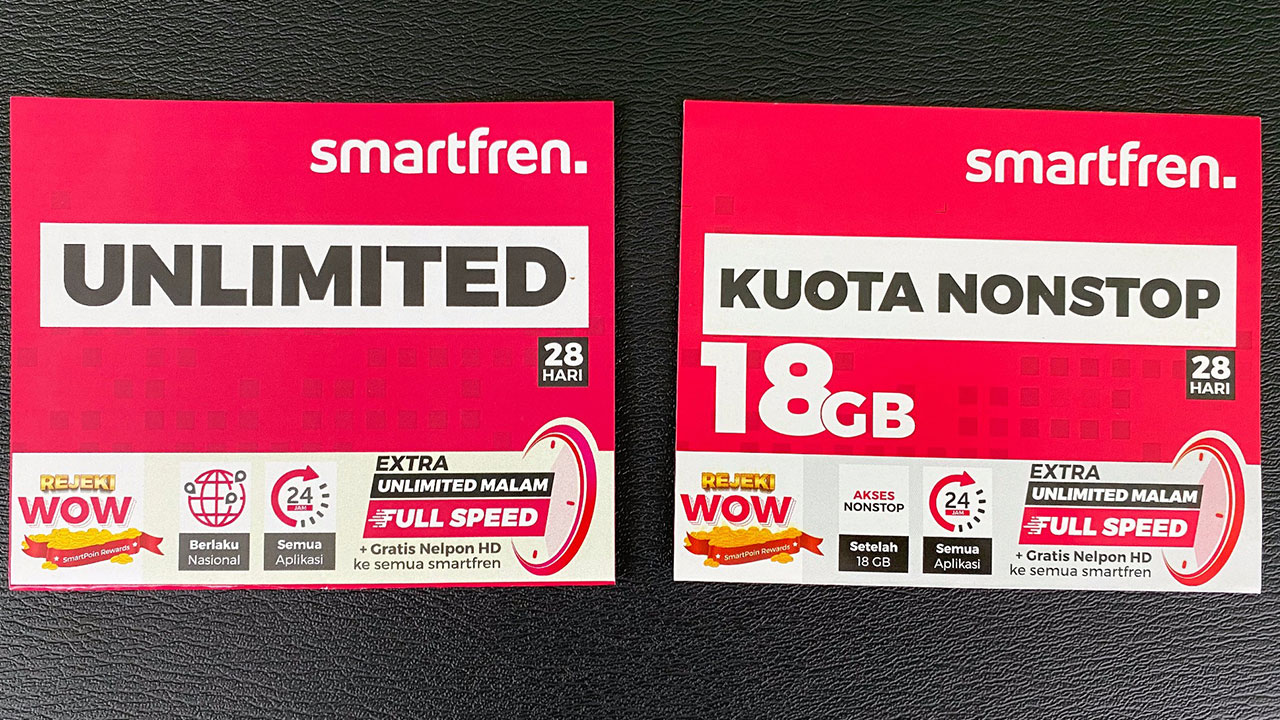 smartfren.
UNLIMITED
28
HARI
REJEKI
WOW
SmartPoin Rewards
Berlaku
Nasional
24
JAM
Semua
Aplikasi
EXTRA
UNLIMITED MALAM
FULL SPEED
+ Gratis Nelpon HD
ke semua smartfren
smartfren.
KUOTA NONSTOP
18GB
28
HARI
REJEKI
WOW
SmartPoin Rewards
AKSES
NONSTOP
Setelah
18 GB
24
JAM
Semua
Aplikasi
EXTRA
UNLIMITED MALAM
FULL SPEED
+ Gratis Nelpon HD
ke semua smartfren